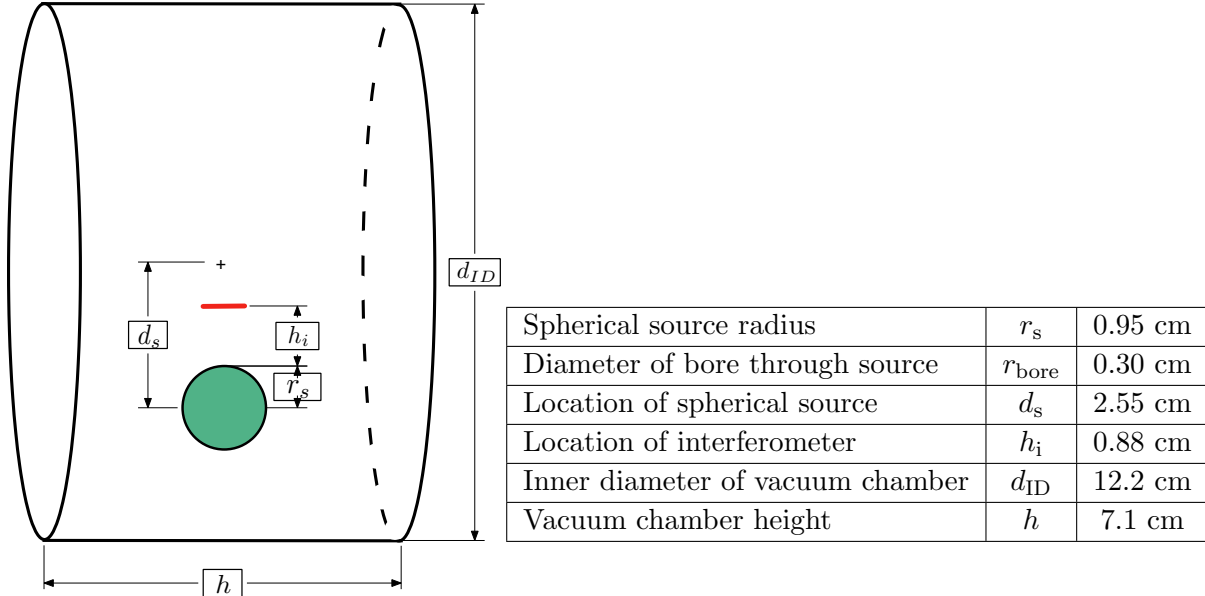 d_ID
d_s
h_i
r_s
h
Spherical source radius r_s 0.95 cm
Diameter of bore through source r_bore 0.30 cm
Location of spherical source d_s 2.55 cm
Location of interferometer h_i 0.88 cm
Inner diameter of vacuum chamber d_ID 12.2 cm
Vacuum chamber height h 7.1 cm